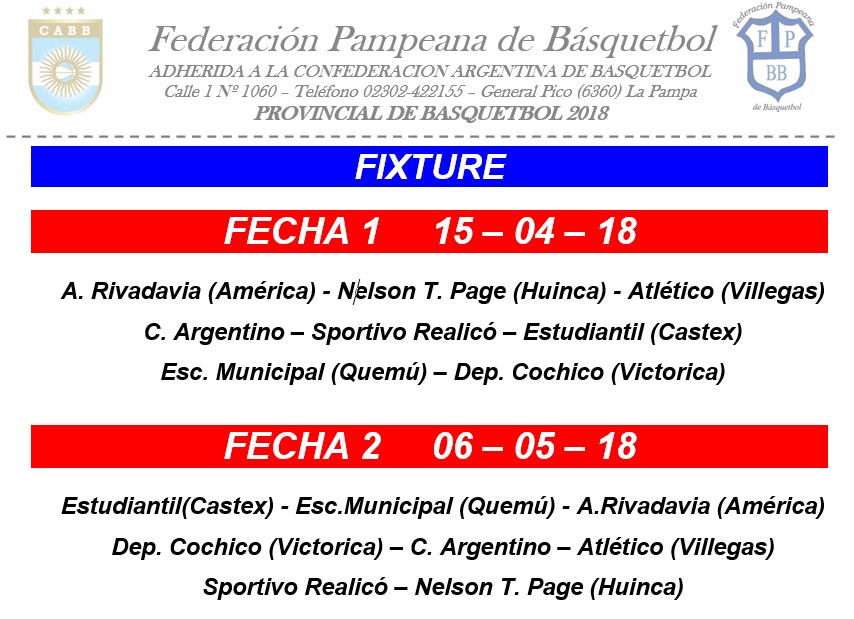 CABB
Federación Pampeana de Básquetbol
ADHERIDA A LA CONFEDERACION ARGENTINA DE BASQUETBOL
Calle 1 Nº 1060 – Teléfono 02302-422155 – General Pico (6360) La Pampa
PROVINCIAL DE BASQUETBOL 2018
Federación Pampeana
F P
BB
de Básquetbol
FIXTURE
FECHA 1 15 – 04 – 18
A. Rivadavia (América) - Nelson T. Page (Huinca) - Atlético (Villegas)
C. Argentino – Sportivo Realicó – Estudiantil (Castex)
Esc. Municipal (Quemú) – Dep. Cochico (Victorica)
FECHA 2 06 – 05 – 18
Estudiantil(Castex) - Esc.Municipal (Quemú) - A.Rivadavia (América)
Dep. Cochico (Victorica) – C. Argentino – Atlético (Villegas)
Sportivo Realicó – Nelson T. Page (Huinca)